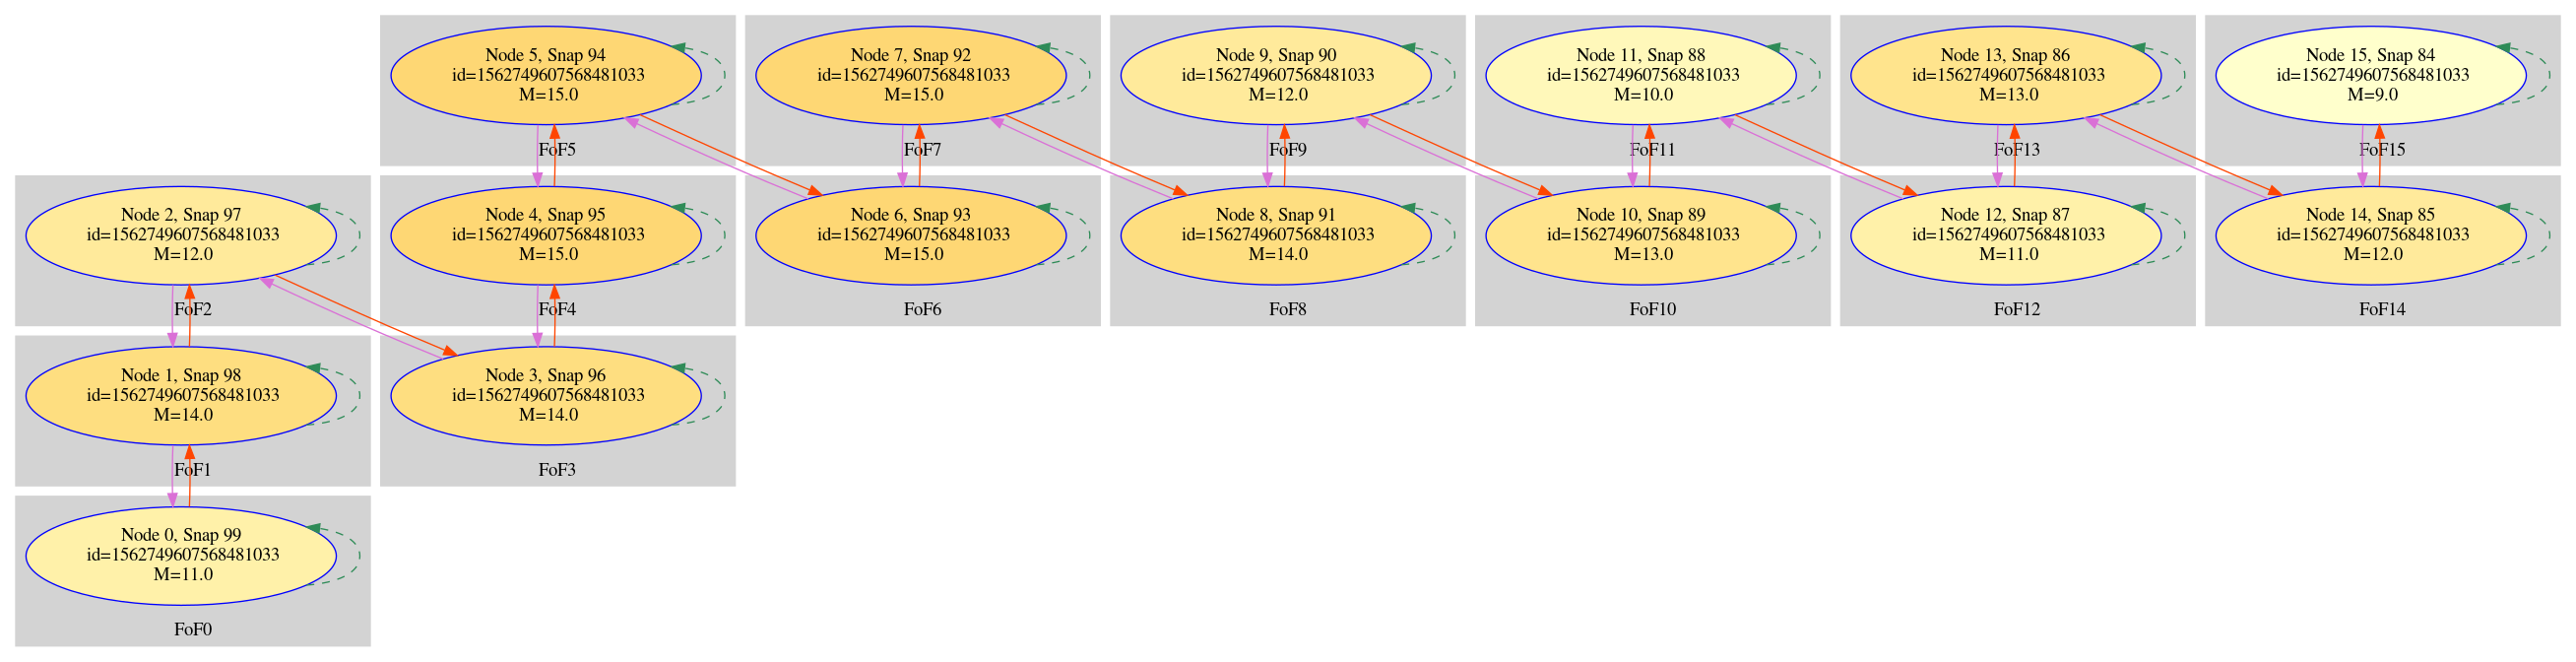 Node 5, Snap 94
id=1562749607568481033
M=15.0
FoF5
Node 7, Snap 92
id=1562749607568481033
M=15.0
FoF7
Node 9, Snap 90
id=1562749607568481033
M=12.0
FoF9
Node 11, Snap 88
id=1562749607568481033
M=10.0
FoF11
Node 13, Snap 86
id=1562749607568481033
M=13.0
FoF13
Node 15, Snap 84
id=1562749607568481033
M=9.0
FoF15
Node 2, Snap 97
id=1562749607568481033
M=12.0
FoF2
Node 4, Snap 95
id=1562749607568481033
M=15.0
FoF4
Node 6, Snap 93
id=1562749607568481033
M=15.0
FoF6
Node 8, Snap 91
id=1562749607568481033
M=14.0
FoF8
Node 10, Snap 89
id=1562749607568481033
M=13.0
FoF10
Node 12, Snap 87
id=1562749607568481033
M=11.0
FoF12
Node 14, Snap 85
id=1562749607568481033
M=12.0
FoF14
Node 1, Snap 98
id=1562749607568481033
M=14.0
FoF1
Node 3, Snap 96
id=1562749607568481033
M=14.0
FoF3
Node 0, Snap 99
id=1562749607568481033
M=11.0
FoF0